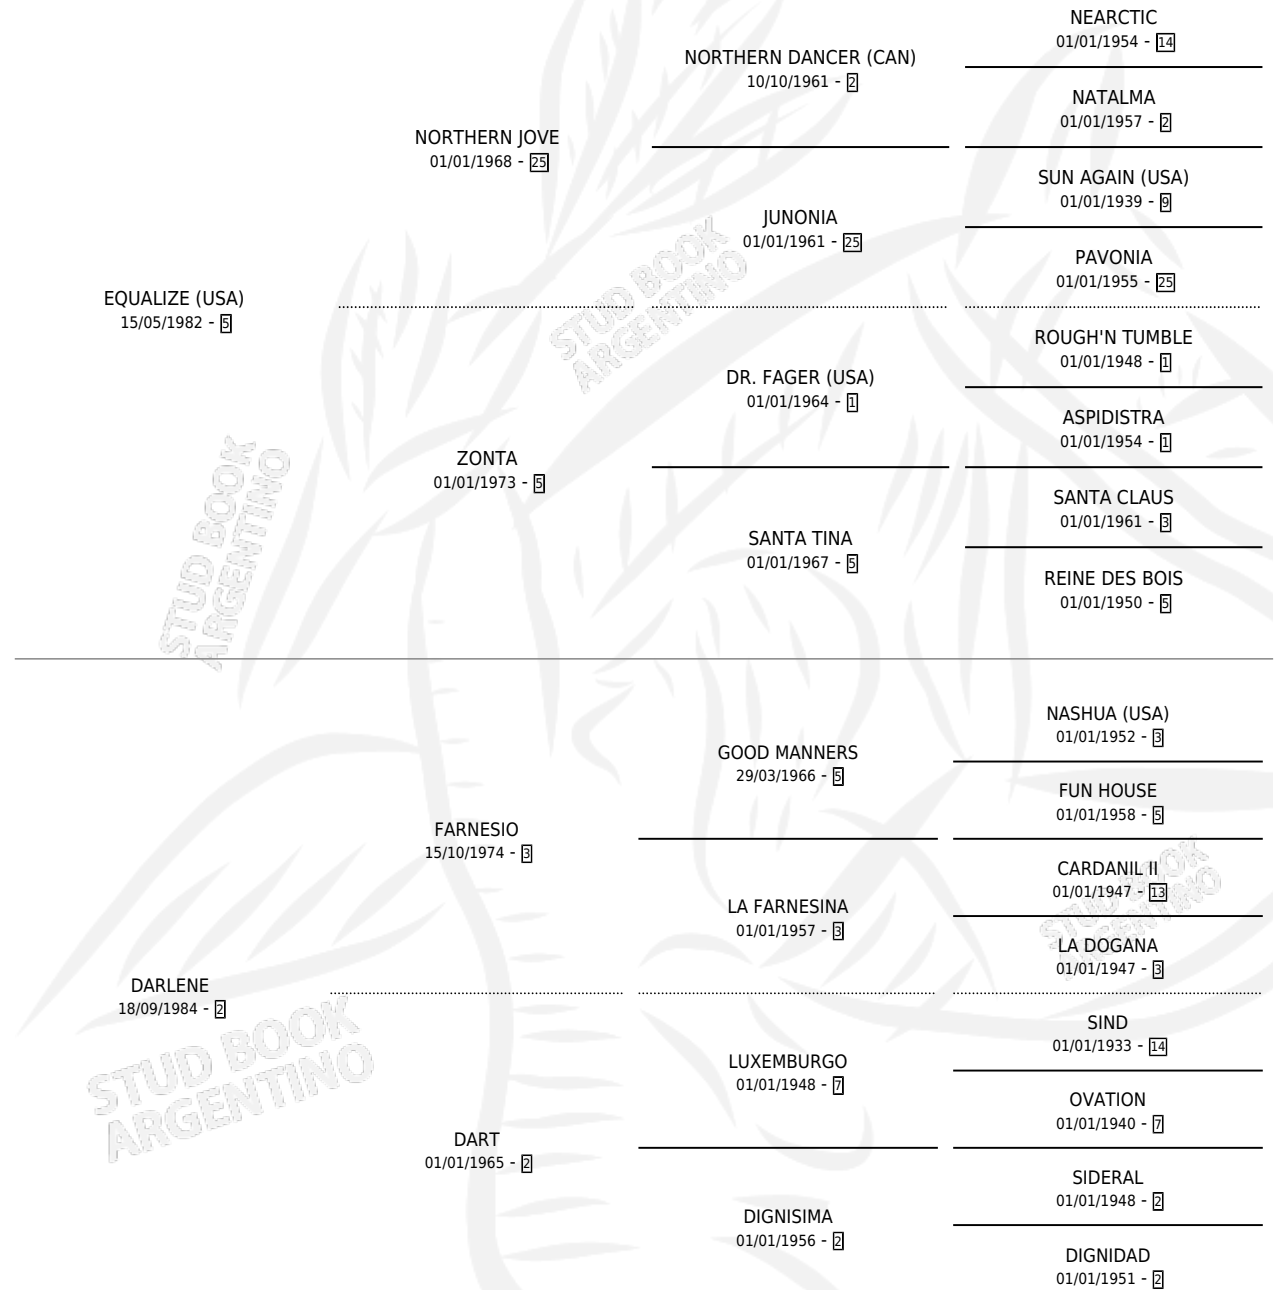 NEARCTIC
01/01/1954 - 14
NORTHERN DANCER (CAN)
10/10/1961 - 2
NATALMA
01/01/1957 - 2
NORTHERN JOVE
01/01/1968 - 25
SUN AGAIN (USA)
01/01/1939 - 9
JUNONIA
01/01/1961 - 25
PAVONIA
01/01/1955 - 25
EQUALIZE (USA)
15/05/1982 - 5
STUD BOOK
ARGENTINO
ROUGH'N TUMBLE
01/01/1948 - 1
DR. FAGER (USA)
01/01/1964 - 1
ASPIDISTRA
01/01/1954 - 1
ZONTA
01/01/1973 - 5
SANTA CLAUS
01/01/1961 - 3
SANTA TINA
01/01/1967 - 5
REINE DES BOIS
01/01/1950 - 5
STUD BOOK
ARGENTINO
NASHUA (USA)
01/01/1952 - 3
GOOD MANNERS
29/03/1966 - 5
FUN HOUSE
01/01/1958 - 5
FARNESIO
15/10/1974 - 3
CARDANIL II
01/01/1947 - 13
LA FARNESINA
01/01/1957 - 3
LA DOGANA
01/01/1947 - 3
STUD BOOK
ARGENTINO
DARLENE
18/09/1984 - 2
SIND
01/01/1933 - 14
LUXEMBURGO
01/01/1948 - 7
OVATION
01/01/1940 - 7
STUD BOOK
ARGENTINO
DART
01/01/1965 - 2
SIDERAL
01/01/1948 - 2
DIGNISIMA
01/01/1956 - 2
DIGNIDAD
01/01/1951 - 2